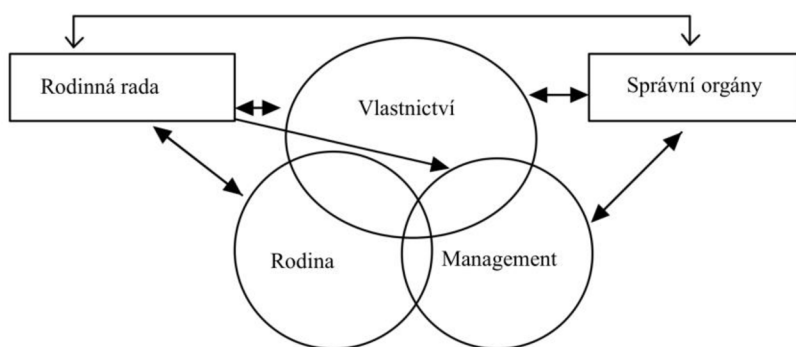 Rodinná rada
Vlastnictví
Správní orgány
Rodina
Management